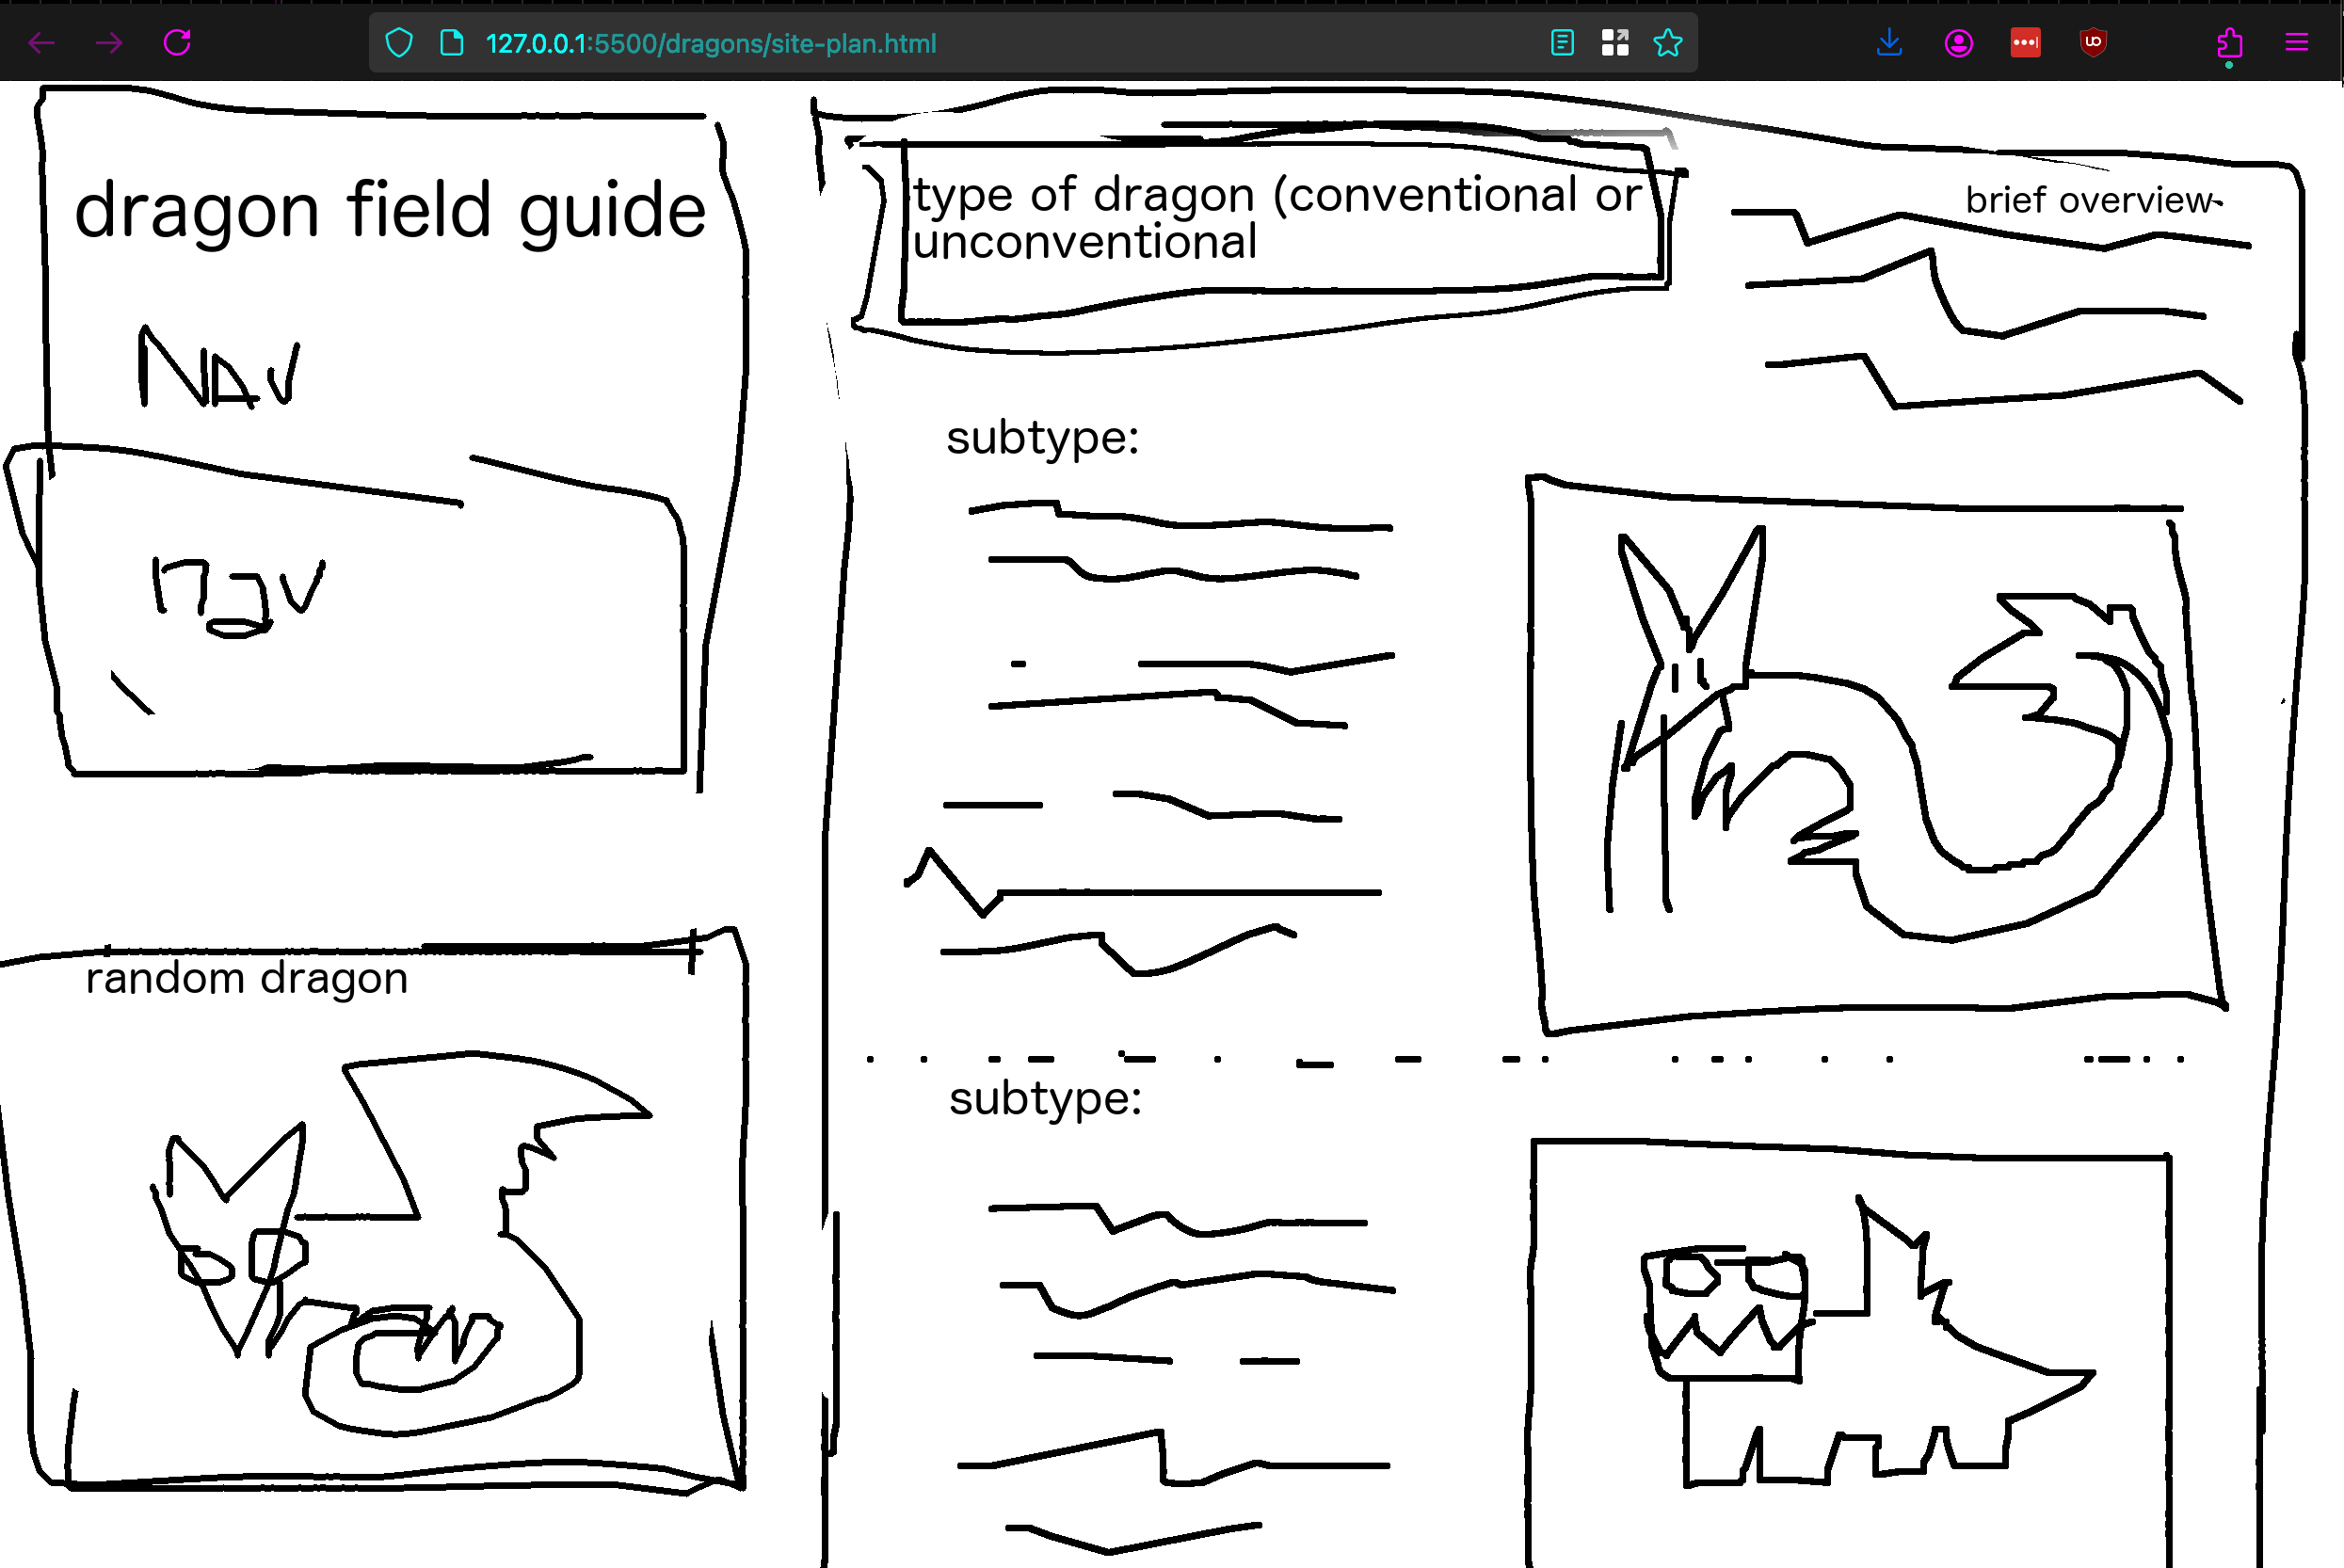 127.0.0.1:5500/dragons/site-plan.html
dragon field guide
NAV
nav
random dragon
type of dragon (conventional or
unconventional
brief overview
subtype:
subtype: